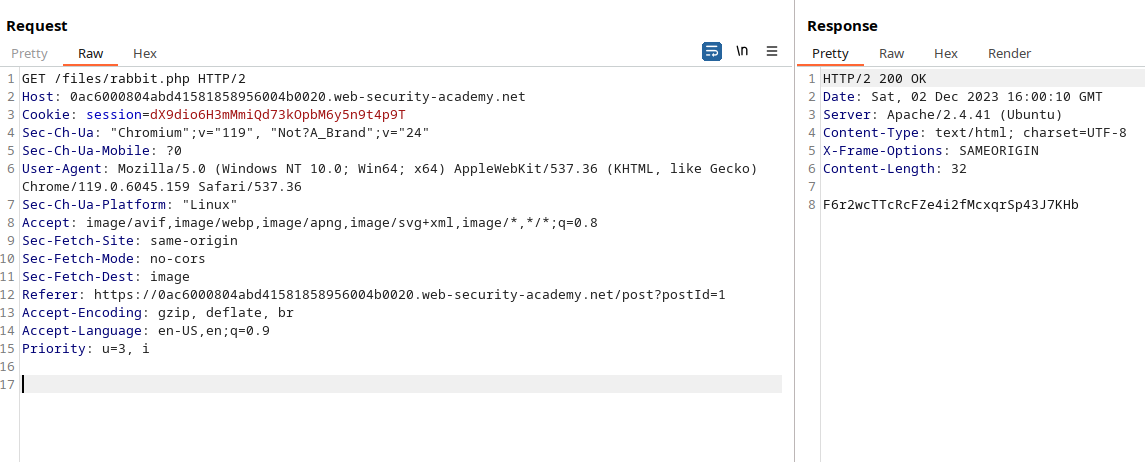 Request
Pretty Raw Hex \n
1 GET /files/rabbit.php HTTP/2
2 Host: 0ac6000804abd41581858956004b0020.web-security-academy.net
3 Cookie: session=dX9dio6H3mMmiQd73kOpbM6y5n9t4p9T
4 Sec-Ch-Ua: "Chromium";v="119", "Not?A_Brand";v="24"
5 Sec-Ch-Ua-Mobile: ?0
6 User-Agent: Mozilla/5.0 (Windows NT 10.0; Win64; x64) AppleWebKit/537.36 (KHTML, like Gecko)
Chrome/119.0.6045.159 Safari/537.36
7 Sec-Ch-Ua-Platform: "Linux"
8 Accept: image/avif,image/webp,image/apng,image/svg+xml,image/*,*/*;q=0.8
9 Sec-Fetch-Site: same-origin
10 Sec-Fetch-Mode: no-cors
11 Sec-Fetch-Dest: image
12 Referer: https://0ac6000804abd41581858956004b0020.web-security-academy.net/post?postId=1
13 Accept-Encoding: gzip, deflate, br
14 Accept-Language: en-US,en;q=0.9
15 Priority: u=3, i
16
17
Response
Pretty Raw Hex Render
1 HTTP/2 200 OK
2 Date: Sat, 02 Dec 2023 16:00:10 GMT
3 Server: Apache/2.4.41 (Ubuntu)
4 Content-Type: text/html; charset=UTF-8
5 X-Frame-Options: SAMEORIGIN
6 Content-Length: 32
7
8 F6r2wcTTcRcFZe4i2fMcxqrSp43J7KHb